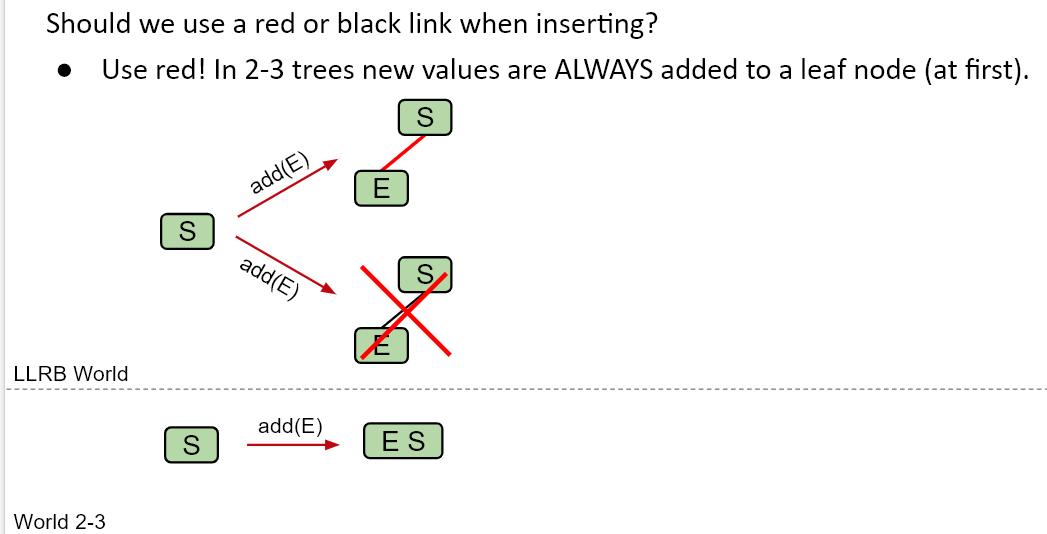 Should we use a red or black link when inserting?
● Use red! In 2-3 trees new values are ALWAYS added to a leaf node (at first).
S
add(E)
E
S
add(E)
S
E
LLRB World
add(E)
S
E S
World 2-3